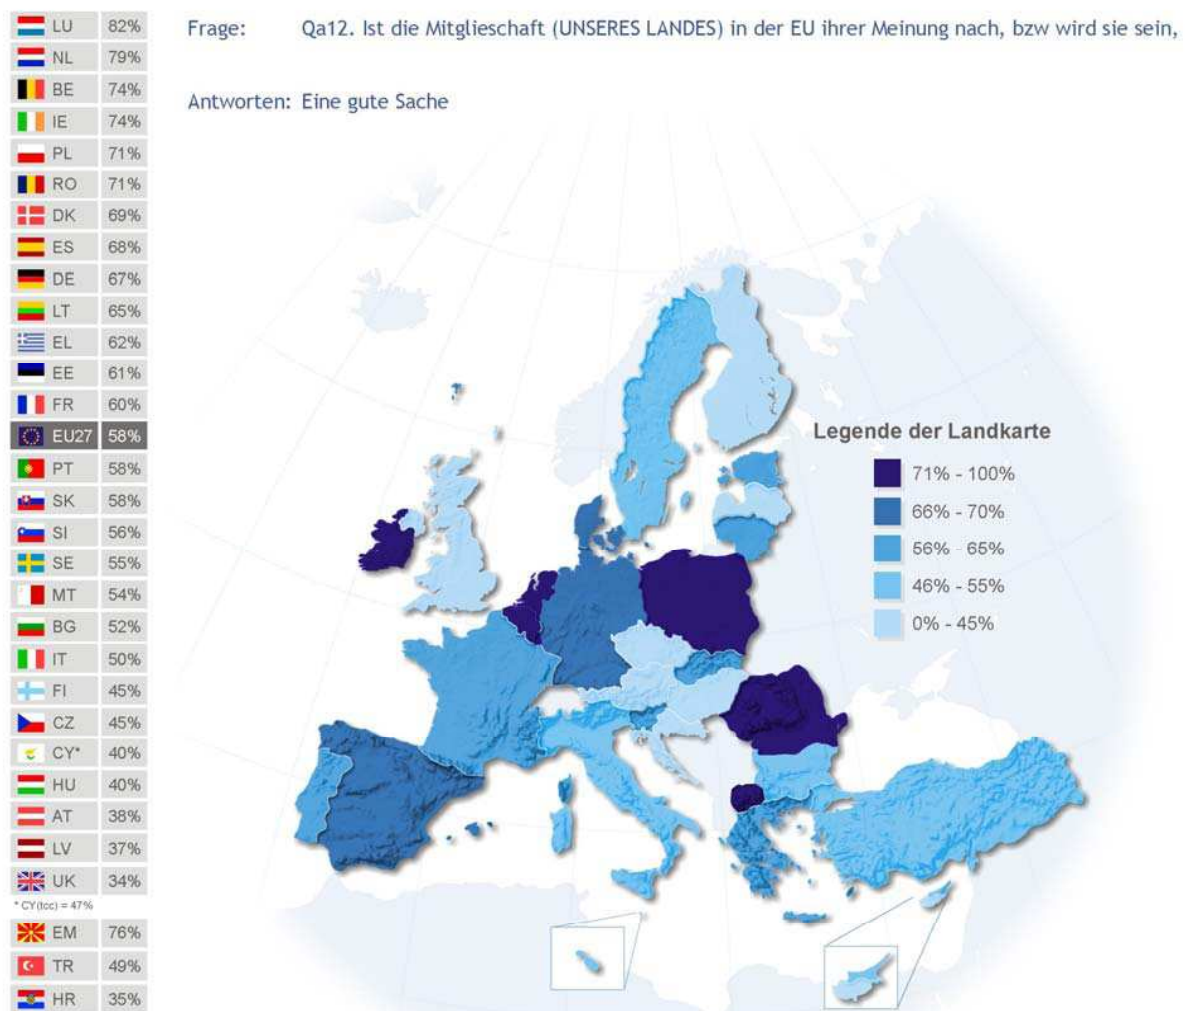 Frage: Qa12. Ist die Mitglieschaft (UNSERES LANDES) in der EU ihrer Meinung nach, bzw wird sie sein,
Antworten: Eine gute Sache
LU 82%
NL 79%
BE 74%
IE 74%
PL 71%
RO 71%
DK 69%
ES 68%
DE 67%
LT 65%
EL 62%
EE 61%
FR 60%
EU27 58%
PT 58%
SK 58%
SI 56%
SE 55%
MT 54%
BG 52%
IT 50%
FI 45%
CZ 45%
CY* 40%
HU 40%
AT 38%
LV 37%
UK 34%
* CY(tcc) = 47%
EM 76%
TR 49%
HR 35%
Legende der Landkarte
71% - 100%
66% - 70%
56% - 65%
46% - 55%
0% - 45%